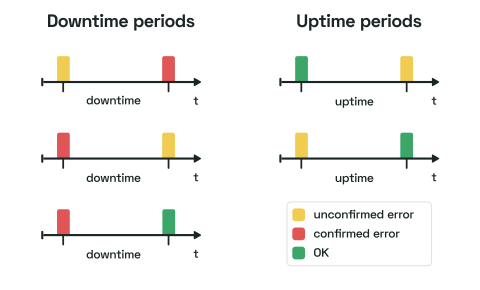 Downtime periods
downtime
t
downtime
t
downtime
t
Uptime periods
uptime
t
uptime
t
unconfirmed error
confirmed error
OK